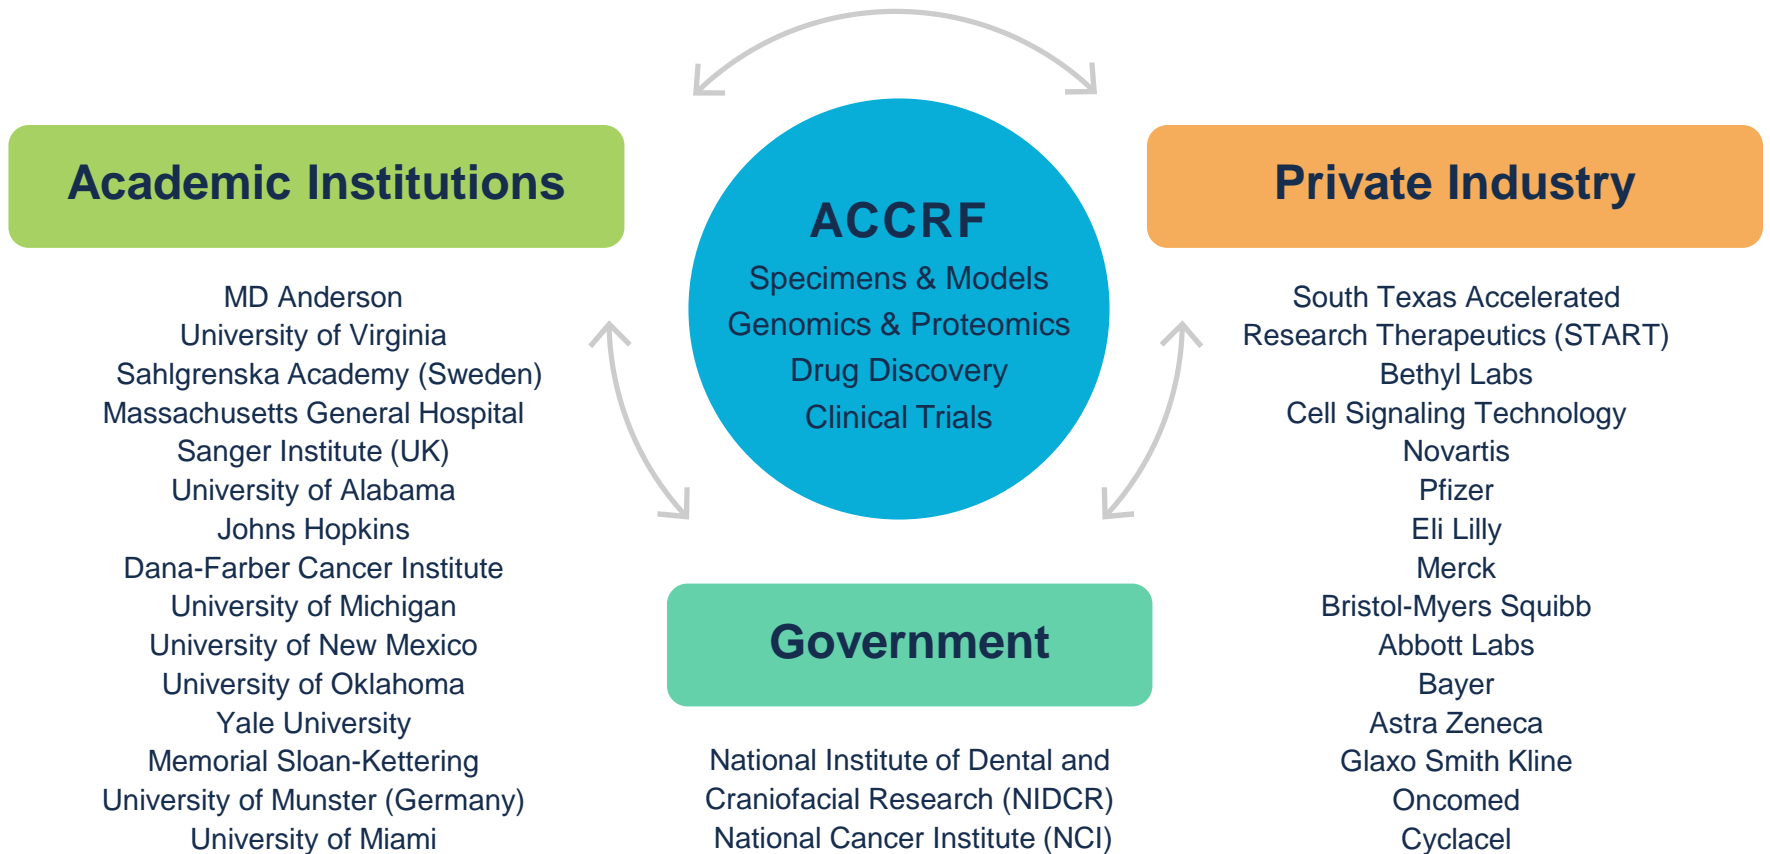 Academic Institutions
MD Anderson
University of Virginia
Sahlgrenska Academy (Sweden)
Massachusetts General Hospital
Sanger Institute (UK)
University of Alabama
Johns Hopkins
Dana-Farber Cancer Institute
University of Michigan
University of New Mexico
University of Oklahoma
Yale University
Memorial Sloan-Kettering
University of Munster (Germany)
University of Miami
ACCRF
Specimens & Models
Genomics & Proteomics
Drug Discovery
Clinical Trials
Government
National Institute of Dental and
Craniofacial Research (NIDCR)
National Cancer Institute (NCI)
Private Industry
South Texas Accelerated
Research Therapeutics (START)
Bethyl Labs
Cell Signaling Technology
Novartis
Pfizer
Eli Lilly
Merck
Bristol-Myers Squibb
Abbott Labs
Bayer
Astra Zeneca
Glaxo Smith Kline
Oncomed
Cyclacel